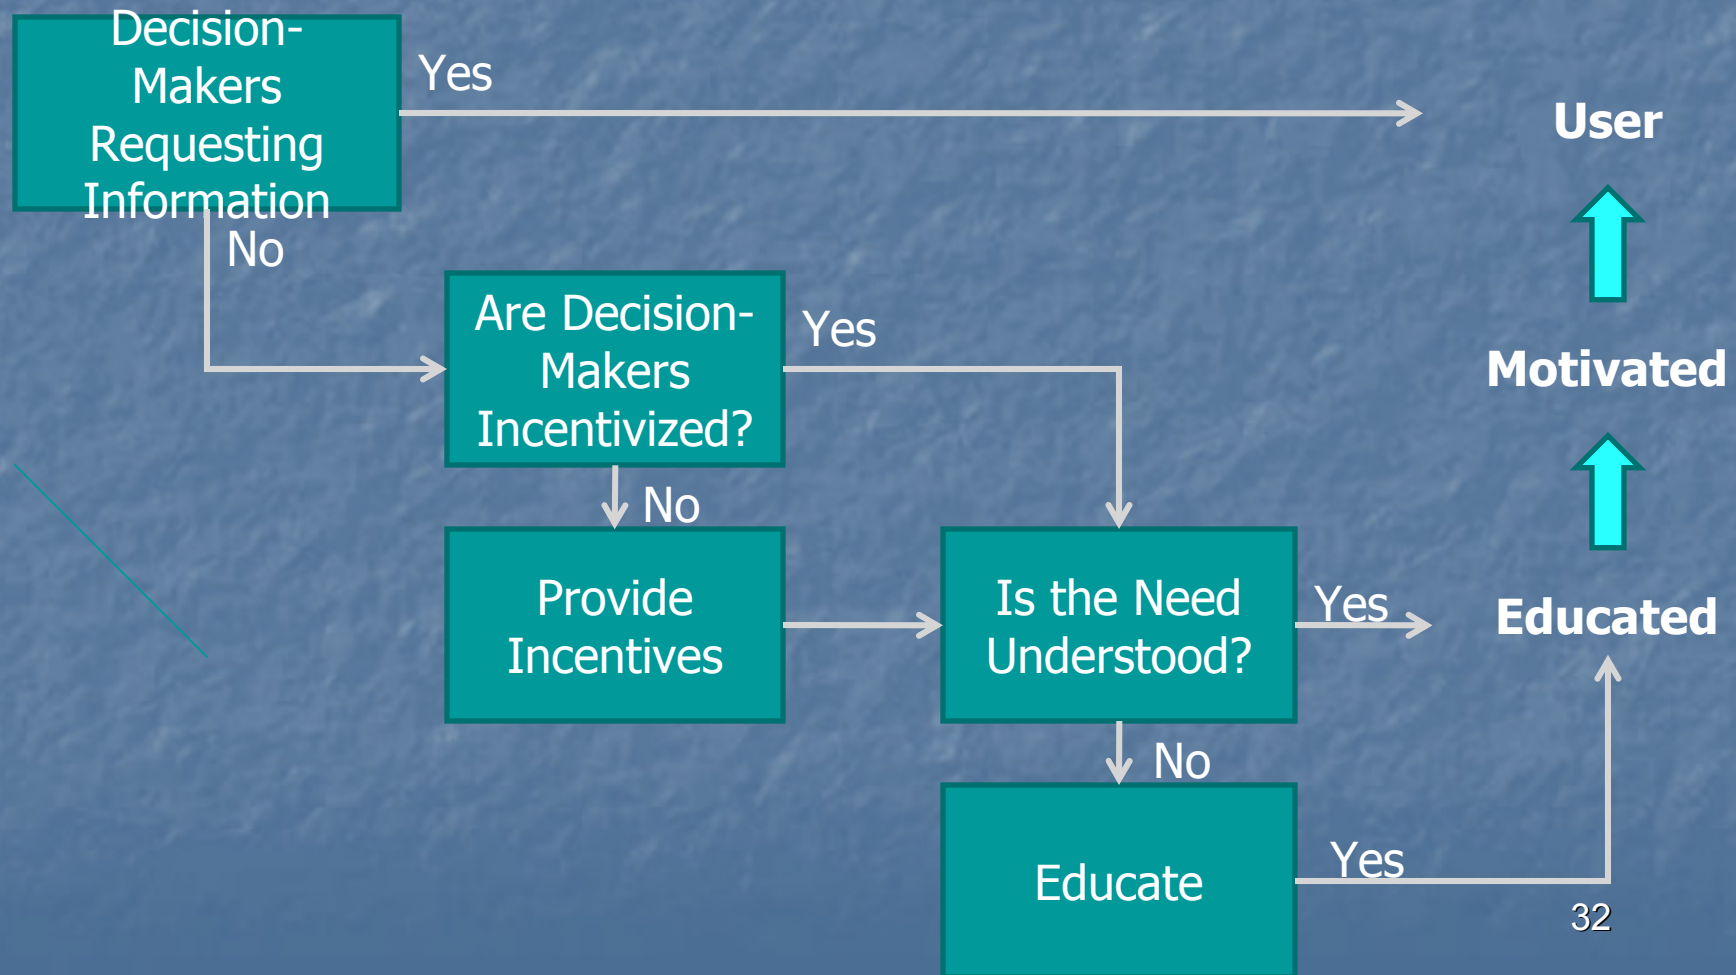 Decision-
Makers
Requesting
Information
Yes
User
No
Are Decision-
Makers
Incentivized?
Yes
Motivated
No
Provide
Incentives
Is the Need
Understood?
Yes
Educated
No
Educate
Yes
32